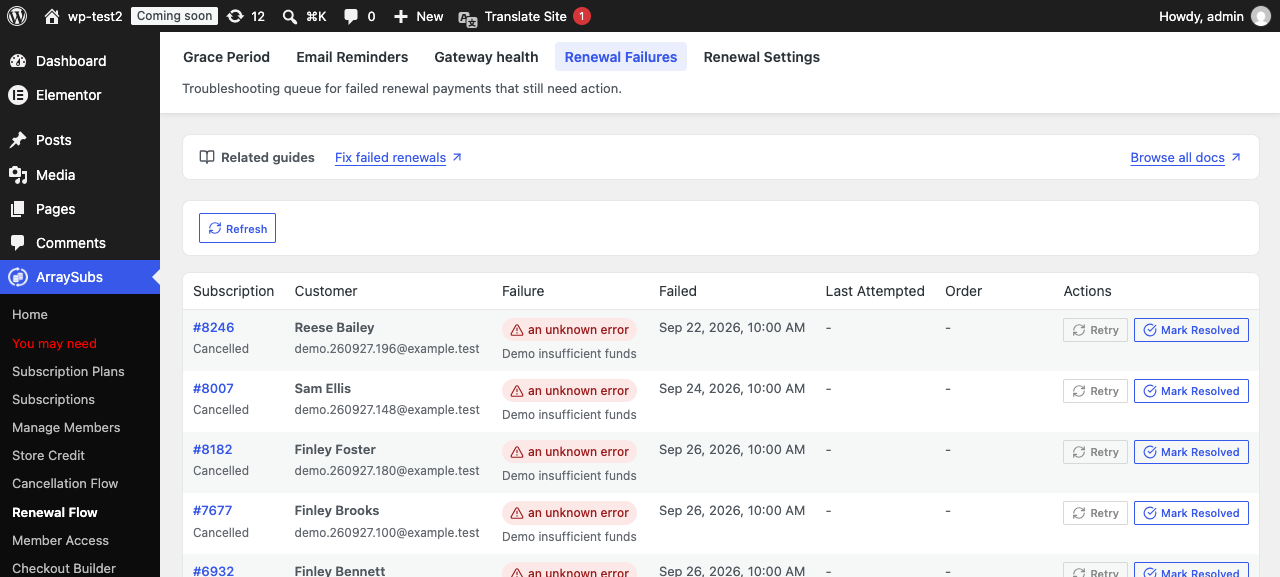 wp-test2 Coming soon 12 ⌘K 0 New Translate Site 1 Howdy, admin
Dashboard
Elementor
Posts
Media
Pages
Comments
ArraySubs
Home
You may need
Subscription Plans
Subscriptions
Manage Members
Store Credit
Cancellation Flow
Renewal Flow
Member Access
Checkout Builder
Grace Period Email Reminders Gateway health Renewal Failures Renewal Settings
Troubleshooting queue for failed renewal payments that still need action.
Related guides Fix failed renewals Browse all docs
Refresh
Subscription Customer Failure Failed Last Attempted Order Actions
#8246 Reese Bailey an unknown error Sep 22, 2026, 10:00 AM - - Retry Mark Resolved
Cancelled demo.260927.196@example.test Demo insufficient funds
#8007 Sam Ellis an unknown error Sep 24, 2026, 10:00 AM - - Retry Mark Resolved
Cancelled demo.260927.148@example.test Demo insufficient funds
#8182 Finley Foster an unknown error Sep 26, 2026, 10:00 AM - - Retry Mark Resolved
Cancelled demo.260927.180@example.test Demo insufficient funds
#7677 Finley Brooks an unknown error Sep 26, 2026, 10:00 AM - - Retry Mark Resolved
Cancelled demo.260927.100@example.test Demo insufficient funds
#6932 Finley Bennett an unknown error Sep 26, 2026, 10:00 AM - - Retry Mark Resolved